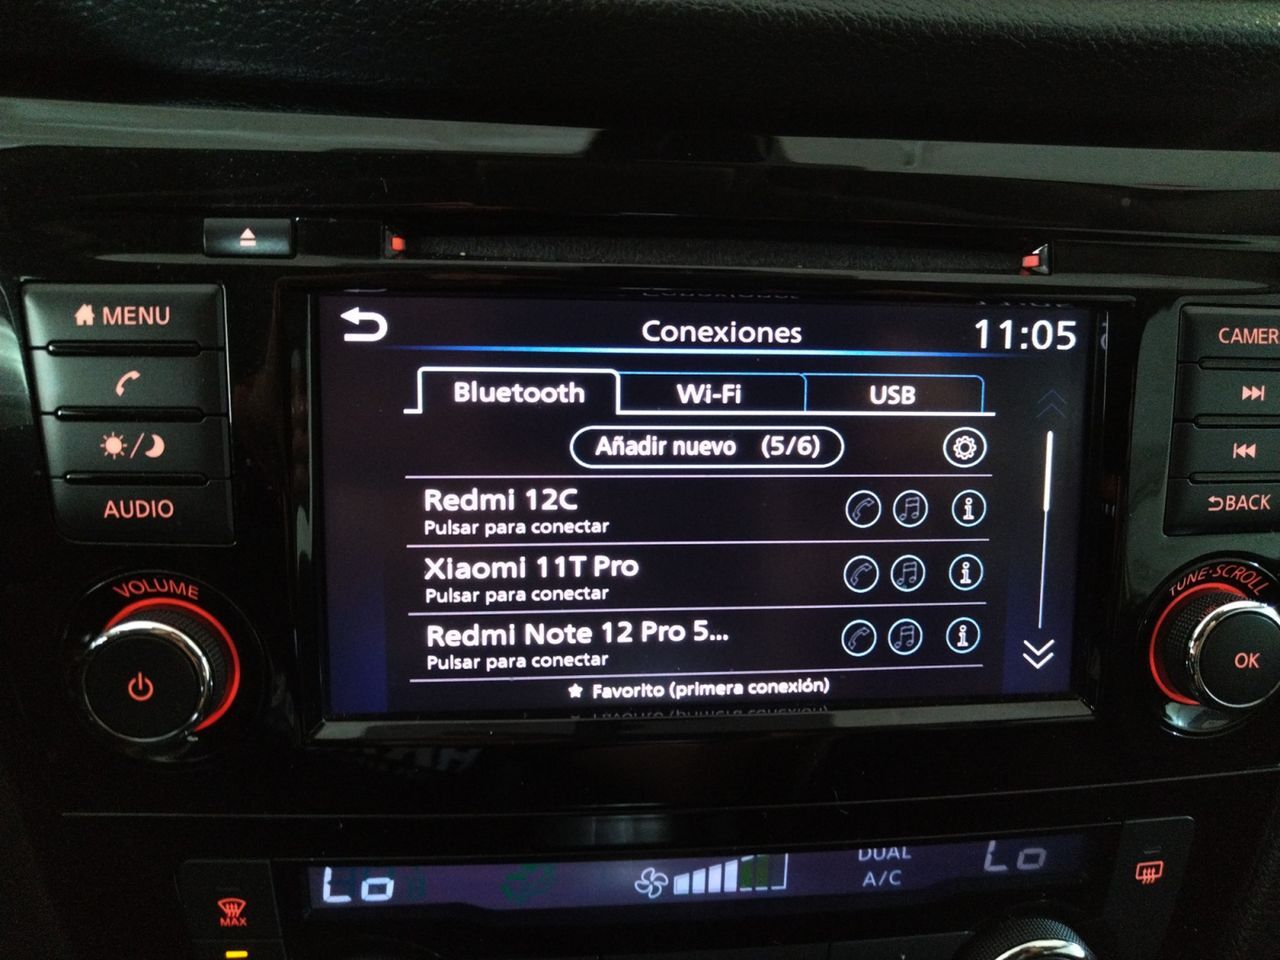 MENU
AUDIO
VOLUME
Conexiones
11:05
Bluetooth
Wi-Fi
USB
Añadir nuevo (5/6)
Redmi 12C
Pulsar para conectar
Xiaomi 11T Pro
Pulsar para conectar
Redmi Note 12 Pro 5...
Pulsar para conectar
★ Favorito (primera conexión)
CAMER
BACK
TUNE·SCROLL
OK
Lo
DUAL
A/C
Lo
MAX